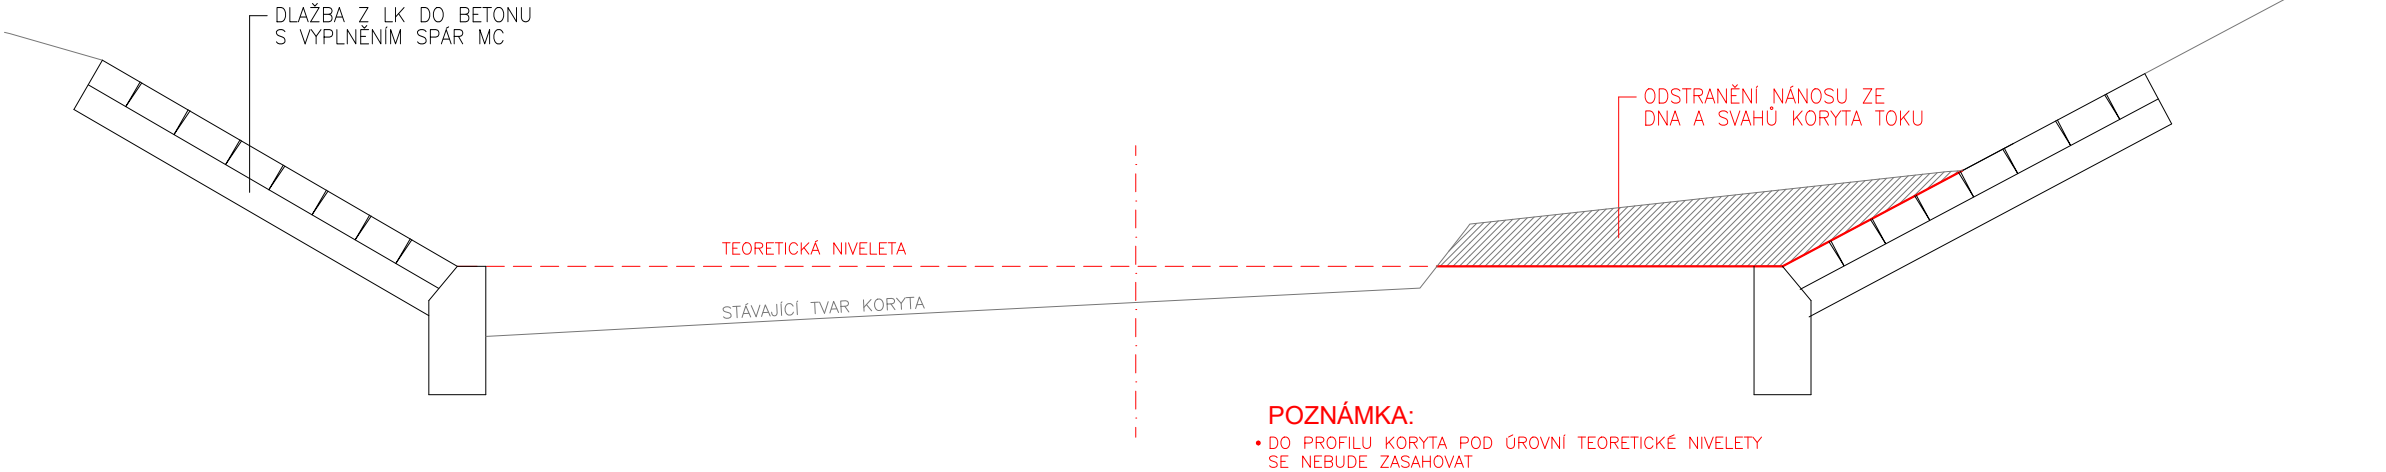 DLAŽBA Z LK DO BETONU
S VYPLNĚNÍM SPÁR MC
ODSTRANĚNÍ NÁNOSU ZE
DNA A SVAHŮ KORYTA TOKU
TEORETICKÁ NIVELETA
STÁVAJÍCÍ TVAR KORYTA
POZNÁMKA:
• DO PROFILU KORYTA POD ÚROVNÍ TEORETICKÉ NIVELETY
SE NEBUDE ZASAHOVAT